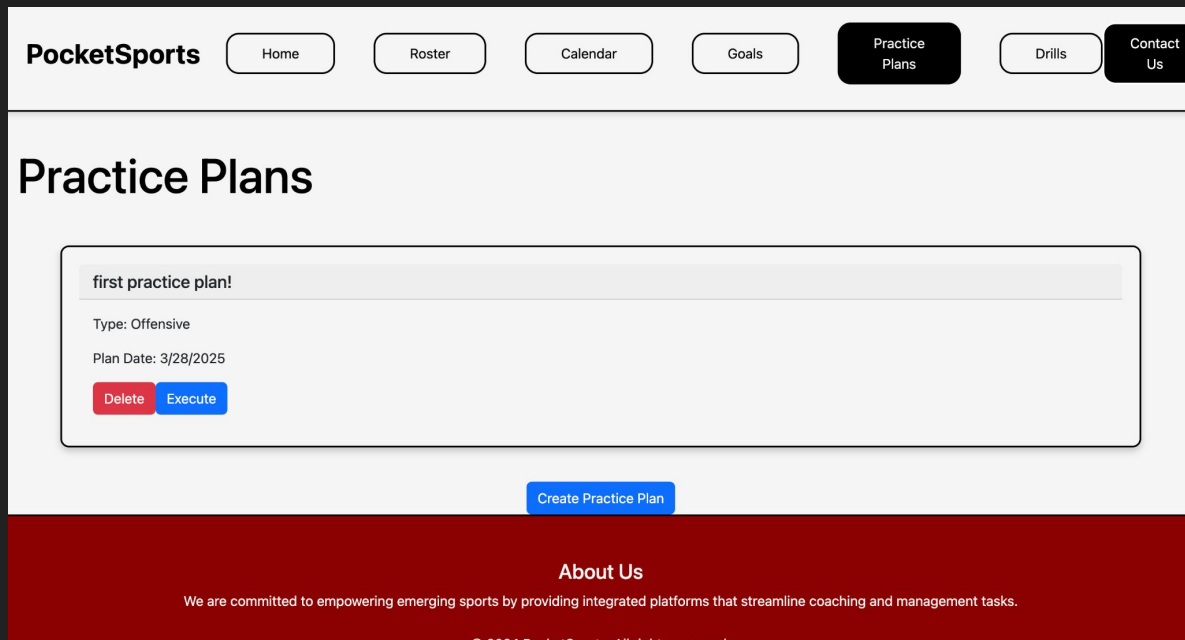 PocketSports
Home
Roster
Calendar
Goals
Practice
Plans
Drills
Contact
Us
Practice Plans
first practice plan!
Type: Offensive
Plan Date: 3/28/2025
Delete
Execute
Create Practice Plan
About Us
We are committed to empowering emerging sports by providing integrated platforms that streamline coaching and management tasks.